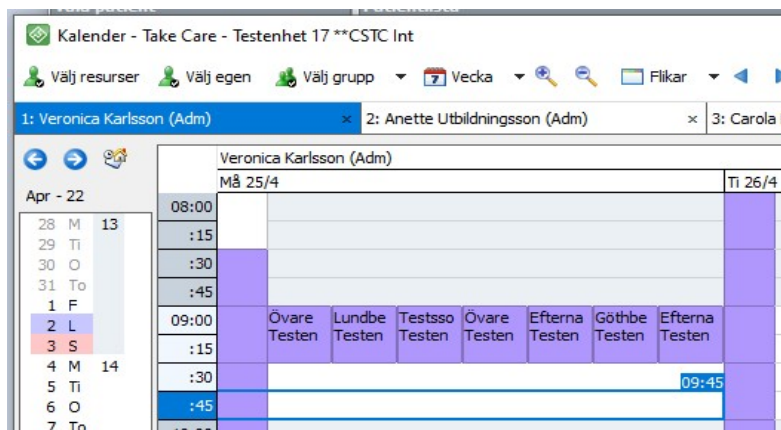 Kalender - Take Care - Testenhet 17 **CSTC Int
Välj resurser Välj egen Välj grupp 7 Vecka Flikar
1: Veronica Karlsson (Adm) × 2: Anette Utbildningsson (Adm) × 3: Carola
Veronica Karlsson (Adm)
Apr - 22 Må 25/4 Ti 26/4
28 M 13
29 Ti
30 O
31 To
1 F
2 L
3 S
4 M 14
5 Ti
6 O
7 To
08:00
:15
:30
:45
09:00 Övare Lundbe Testsso Övare Efterna Göthbe Efterna
Testen Testen Testen Testen Testen Testen Testen
:15
:30
09:45
:45